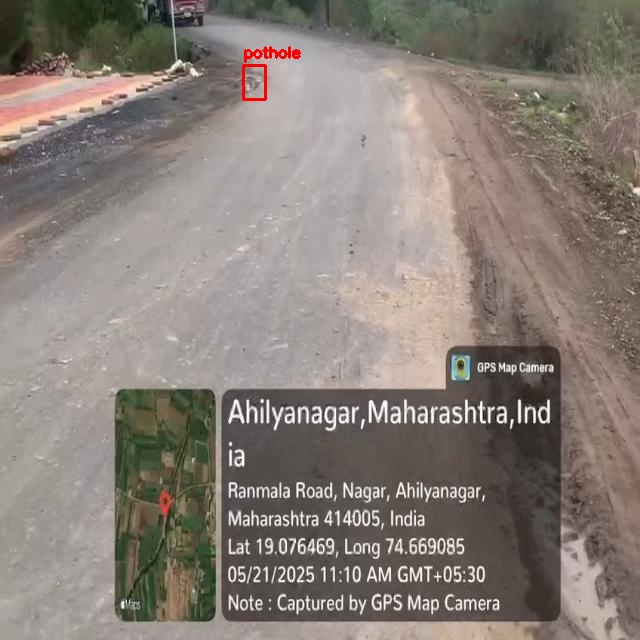 pothole
GPS Map Camera
Ahilyanagar,Maharashtra,Ind
ia
Ranmala Road, Nagar, Ahilyanagar,
Maharashtra 414005, India
Lat 19.076469, Long 74.669085
05/21/2025 11:10 AM GMT+05:30
Note : Captured by GPS Map Camera
Maps